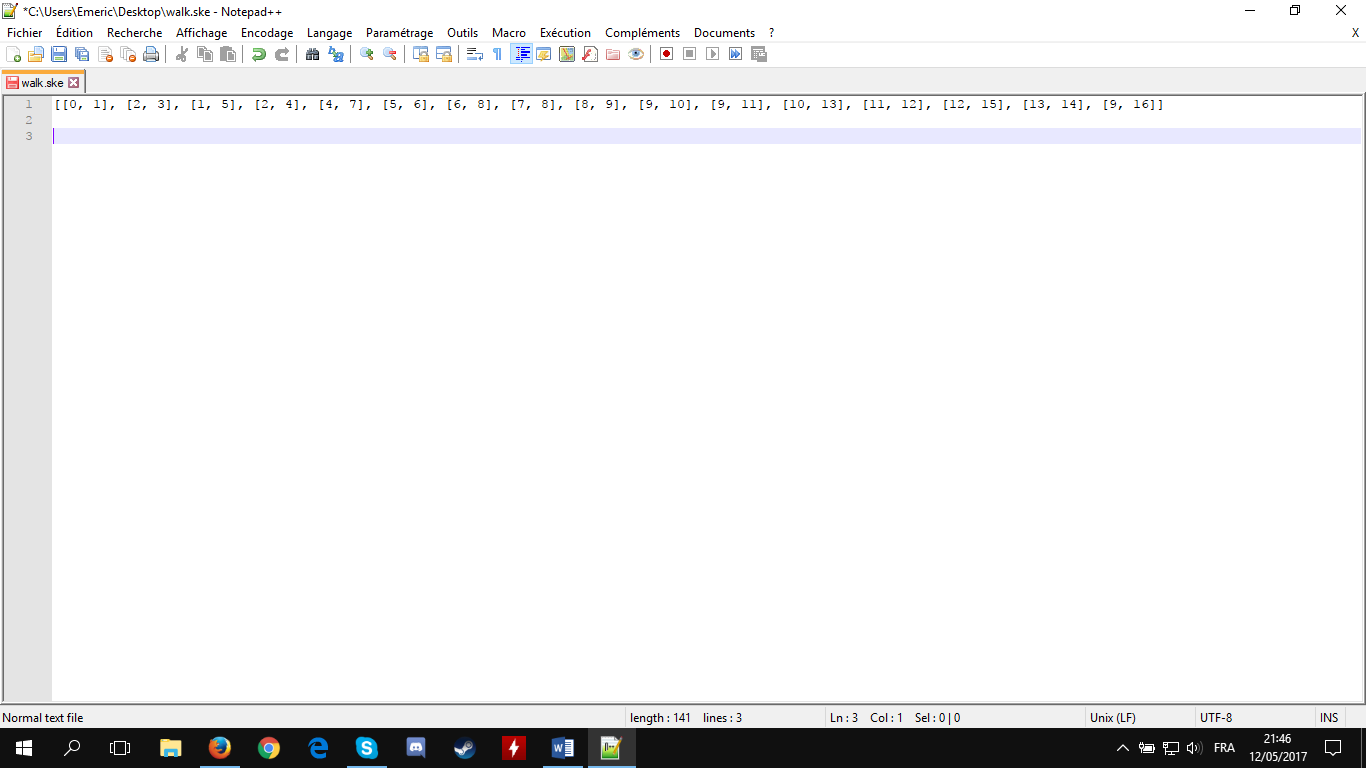 *C:\Users\Emeric\Desktop\walk.ske - Notepad++
Fichier Édition Recherche Affichage Encodage Langage Paramétrage Outils Macro Exécution Compléments Documents ? X
walk.ske
1 [[0, 1], [2, 3], [1, 5], [2, 4], [4, 7], [5, 6], [6, 8], [7, 8], [8, 9], [9, 10], [9, 11], [10, 13], [11, 12], [12, 15], [13, 14], [9, 16]]
2
3
Normal text file length : 141 lines : 3 Ln : 3 Col : 1 Sel : 0 | 0 Unix (LF) UTF-8 INS
FRA 21:46
12/05/2017